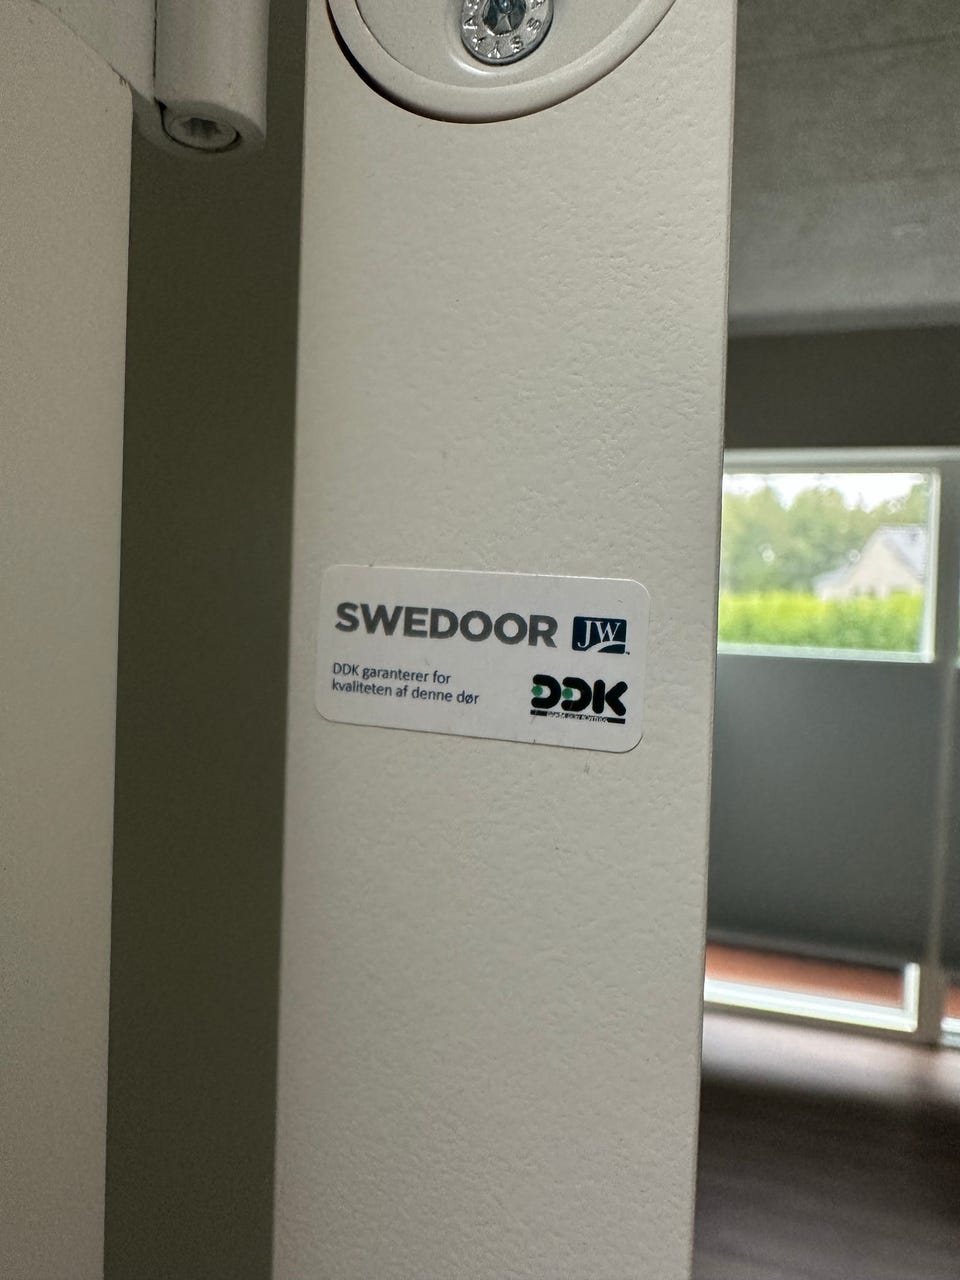 SWEDOOR JW
DDK garanterer for
kvaliteten af denne dør
DDK